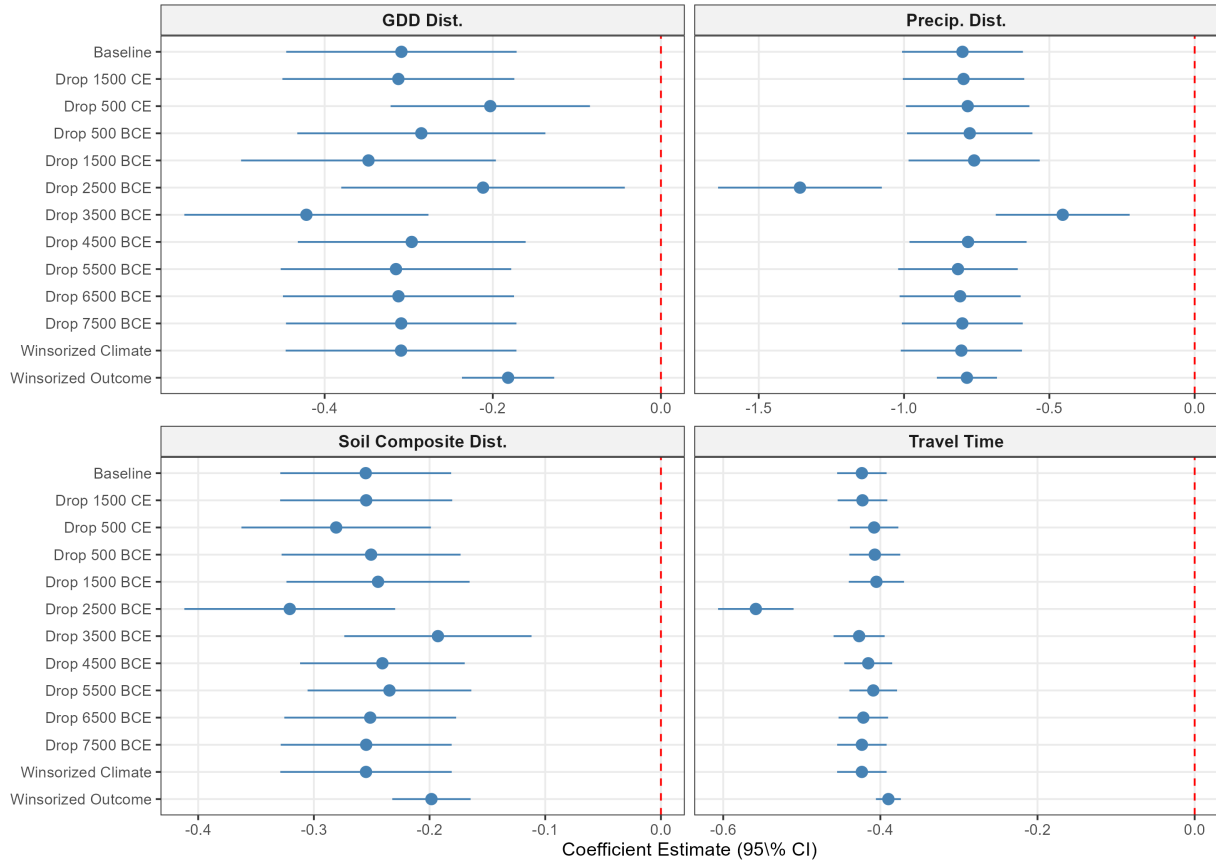 GDD Dist.
Precip. Dist.
Baseline
Drop 1500 CE
Drop 500 CE
Drop 500 BCE
Drop 1500 BCE
Drop 2500 BCE
Drop 3500 BCE
Drop 4500 BCE
Drop 5500 BCE
Drop 6500 BCE
Drop 7500 BCE
Winsorized Climate
Winsorized Outcome
-0.4 -0.2 0.0
-1.5 -1.0 -0.5 0.0
Soil Composite Dist.
Travel Time
Baseline
Drop 1500 CE
Drop 500 CE
Drop 500 BCE
Drop 1500 BCE
Drop 2500 BCE
Drop 3500 BCE
Drop 4500 BCE
Drop 5500 BCE
Drop 6500 BCE
Drop 7500 BCE
Winsorized Climate
Winsorized Outcome
-0.4 -0.3 -0.2 -0.1 0.0
-0.6 -0.4 -0.2 0.0
Coefficient Estimate (95\% CI)